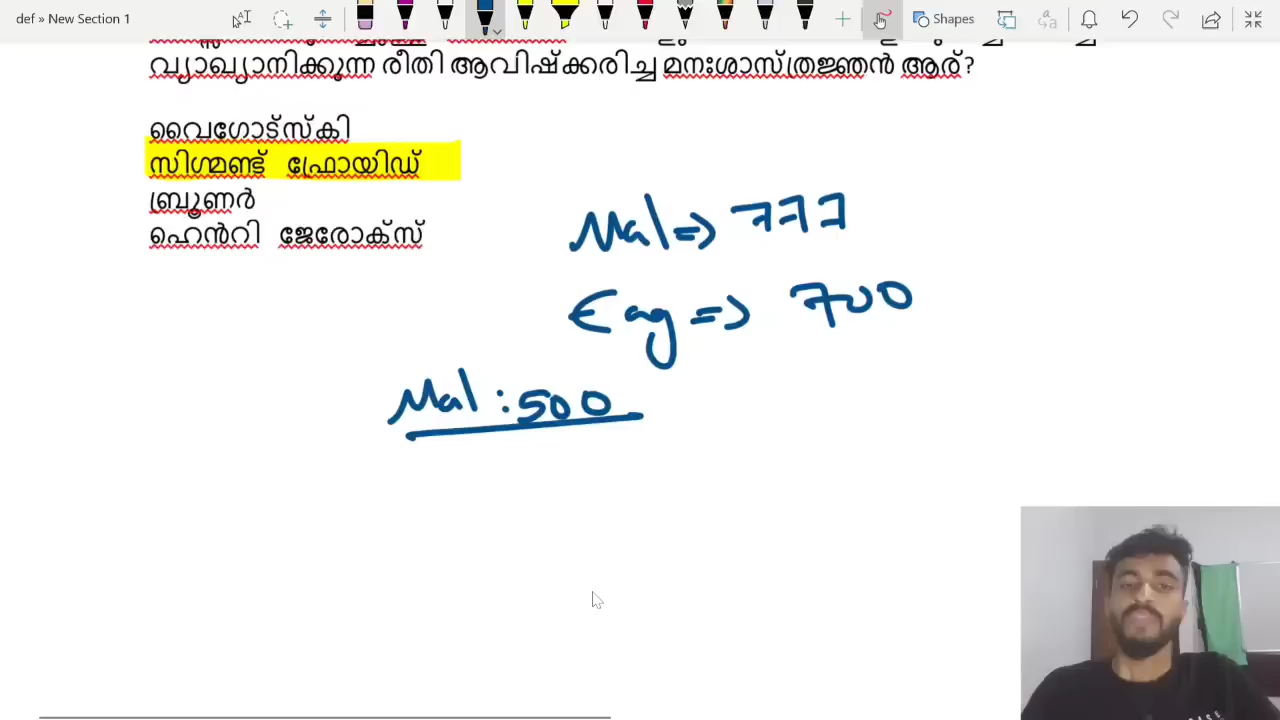 def » New Section 1
Shapes
വ്യാഖ്യാനിക്കുന്ന രീതി ആവിഷ്ക്കരിച്ച മനഃശാസ്ത്രജ്ഞൻ ആര്?
വൈഗോട്സ്കി
സിഗ്മണ്ട് ഫ്രോയിഡ്
ബ്രൂണർ
ഹെൻറി ജേരോക്സ്
Mal => 777
Eng => 700
Mal : 500